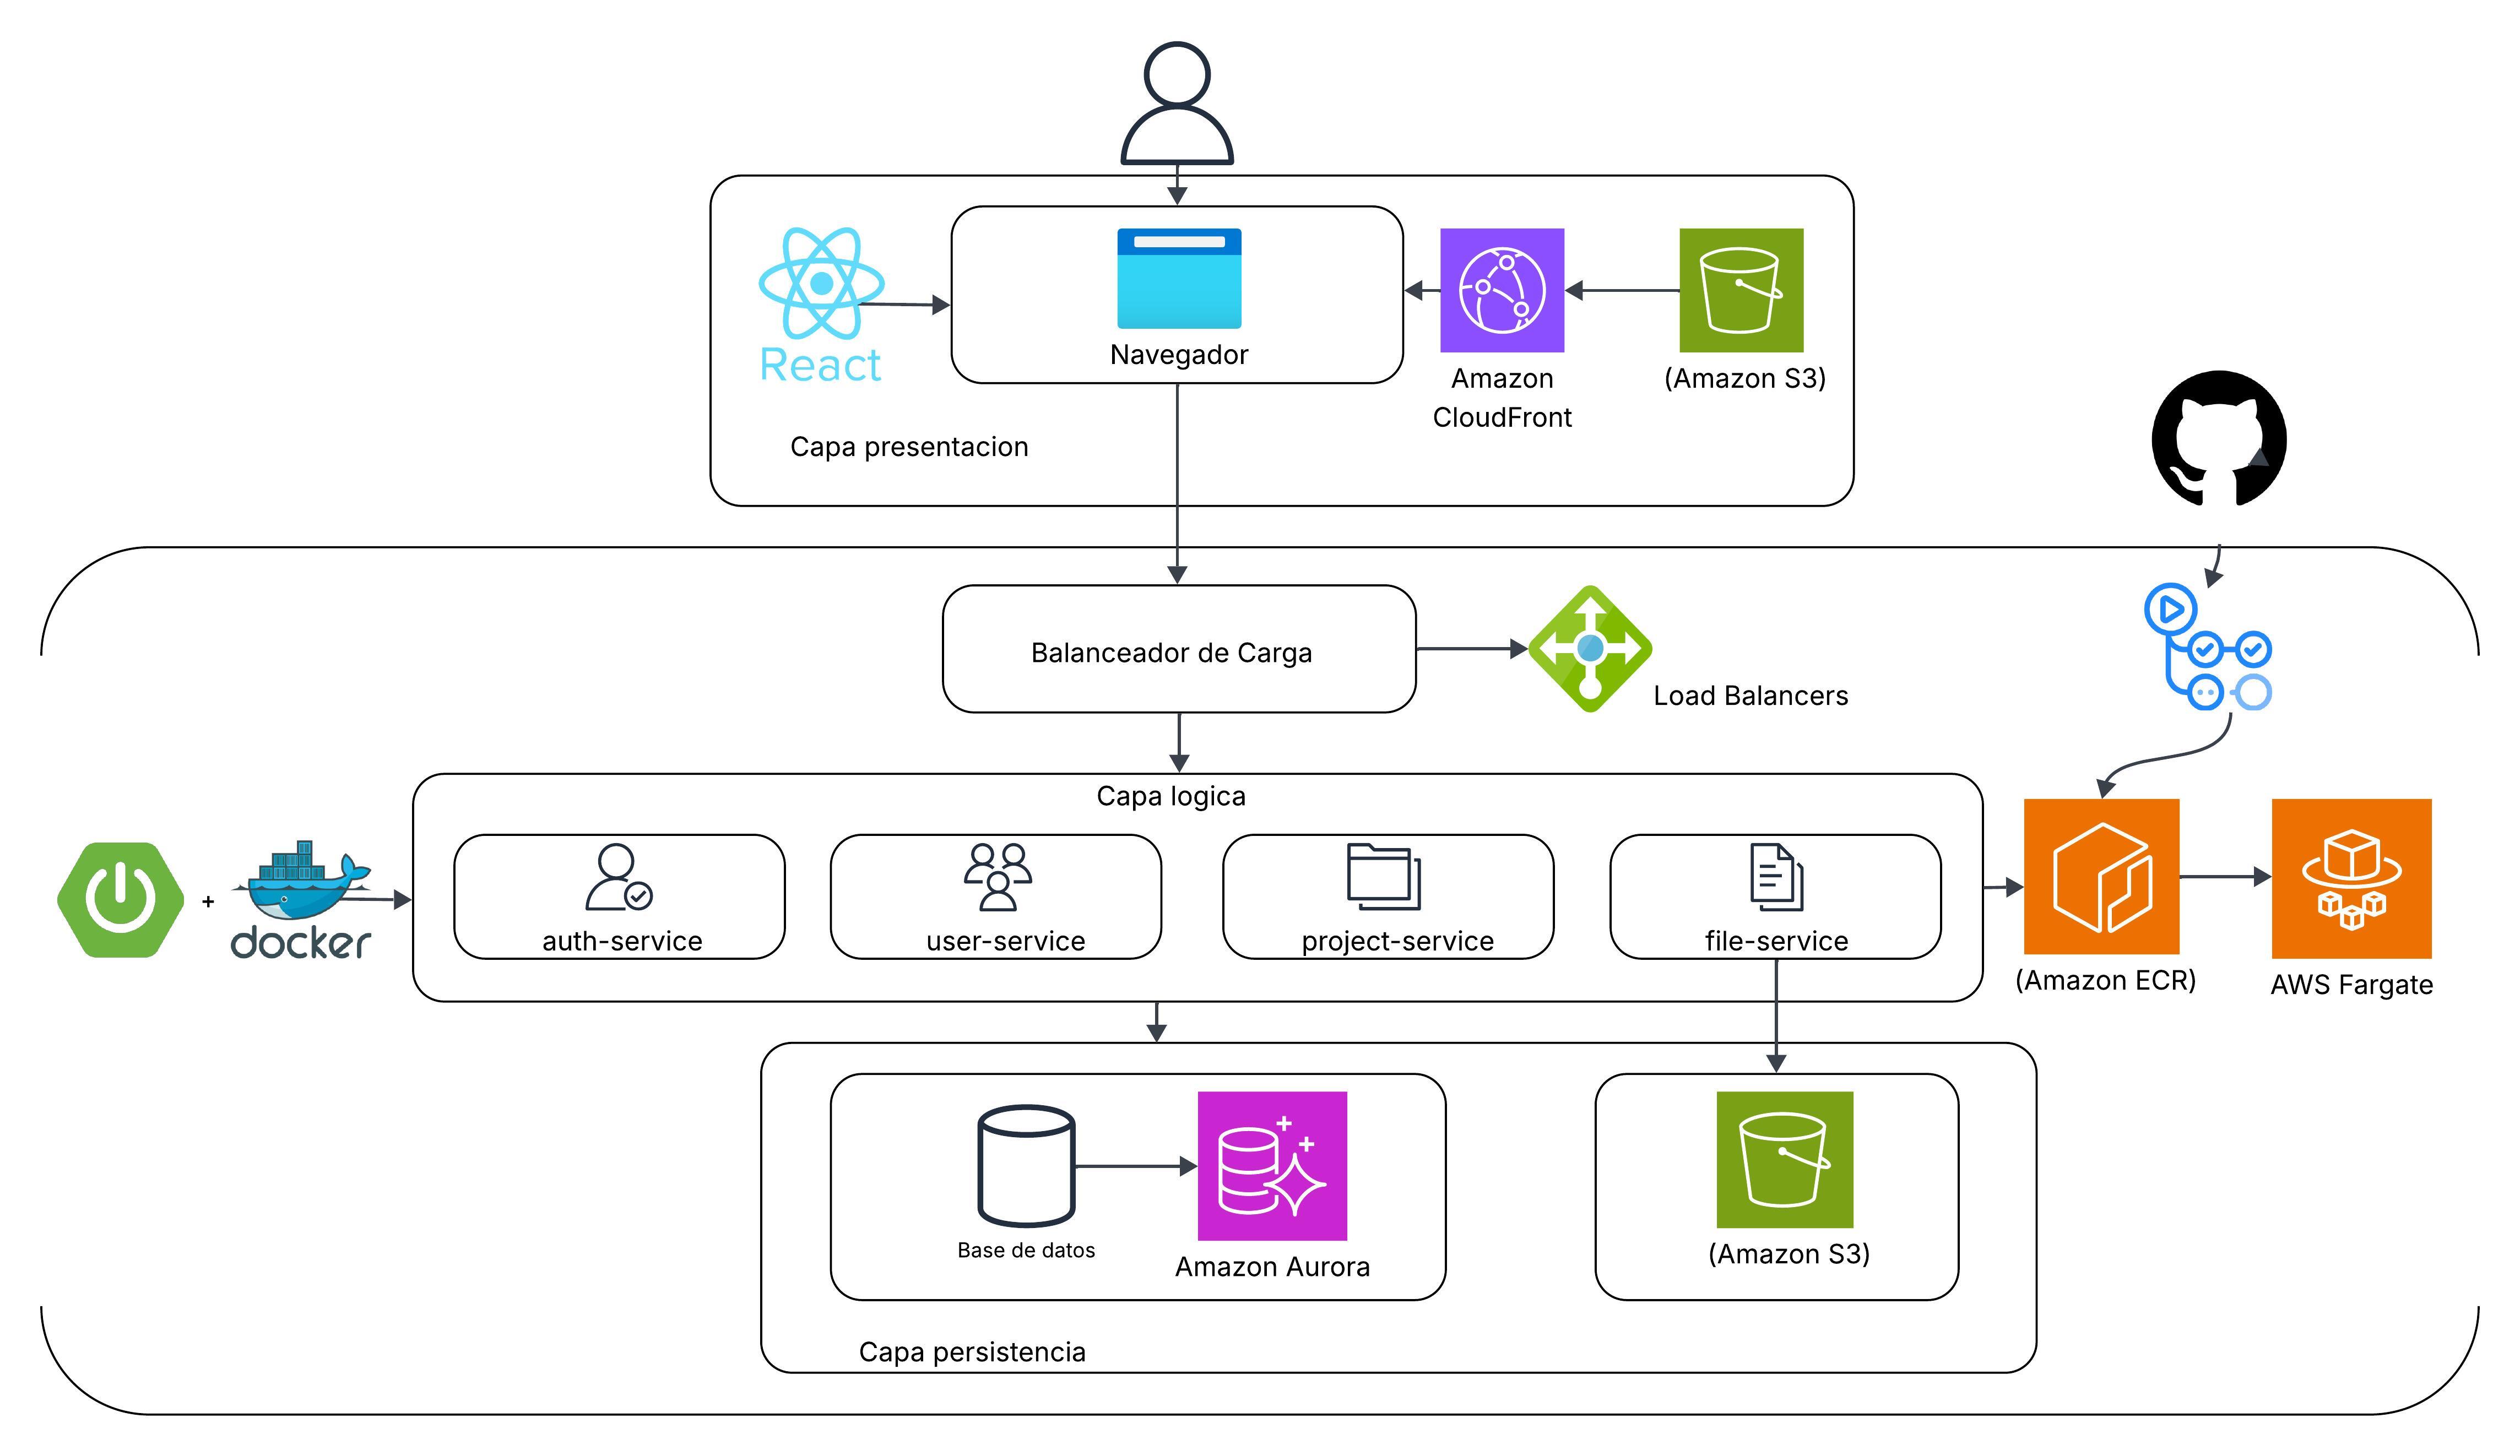 React
Navegador
Amazon
CloudFront
(Amazon S3)
Capa presentacion
Balanceador de Carga
Load Balancers
Capa logica
+
docker
auth-service
user-service
project-service
file-service
(Amazon ECR)
AWS Fargate
Base de datos
Amazon Aurora
(Amazon S3)
Capa persistencia